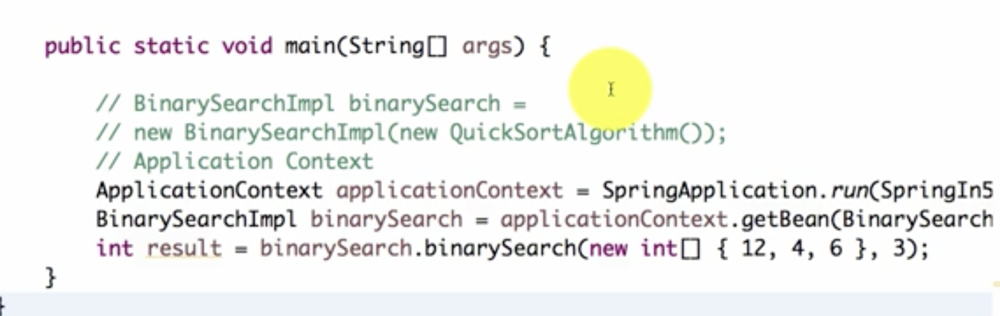 public static void main(String[] args) {
// BinarySearchImpl binarySearch =
// new BinarySearchImpl(new QuickSortAlgorithm());
// Application Context
ApplicationContext applicationContext = SpringApplication.run(SpringIn5
BinarySearchImpl binarySearch = applicationContext.getBean(BinarySearch
int result = binarySearch.binarySearch(new int[] { 12, 4, 6 }, 3);
}
}